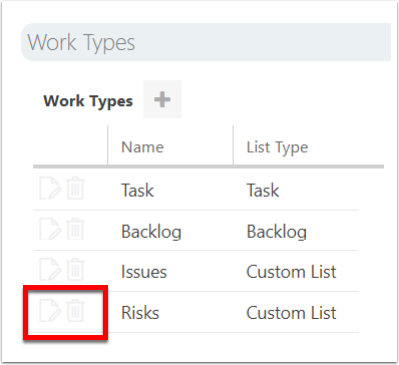 Work Types
Work Types +
Name List Type
Task Task
Backlog Backlog
Issues Custom List
Risks Custom List